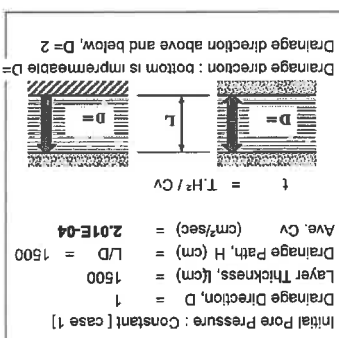 Initial Pore Pressure : Constant [ case 1]
Drainage Direction, D = 1
Layer Thickness, l(cm) = 1500
Drainage Path, H (cm) = L/D = 1500
Ave. Cv (cm²/sec) = 2.01E-04
t = T.H² / Cv
D= L D=
Drainage direction : bottom is impremeable D=
Drainage direction above and below, D= 2